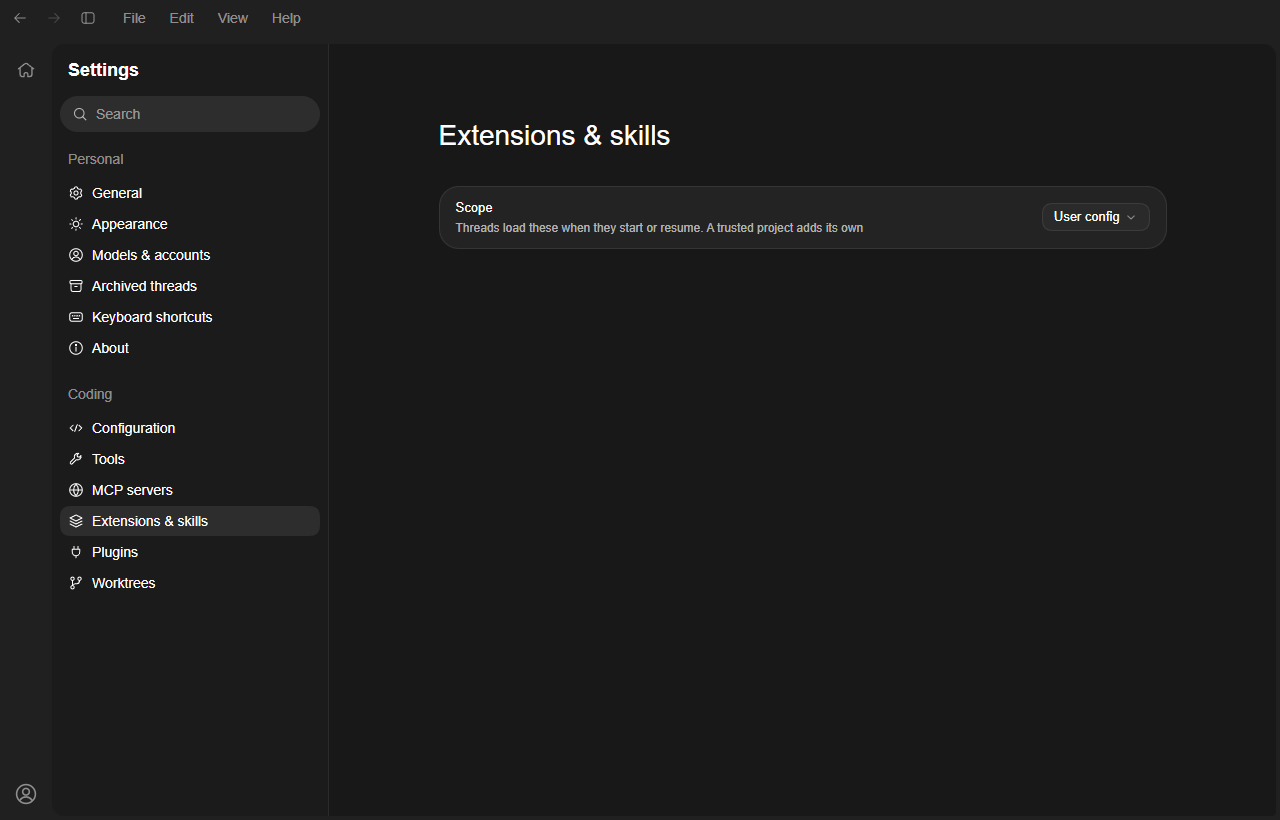 File Edit View Help
Settings
Search
Personal
General
Appearance
Models & accounts
Archived threads
Keyboard shortcuts
About
Coding
Configuration
Tools
MCP servers
Extensions & skills
Plugins
Worktrees
Extensions & skills
Scope
Threads load these when they start or resume. A trusted project adds its own
User config